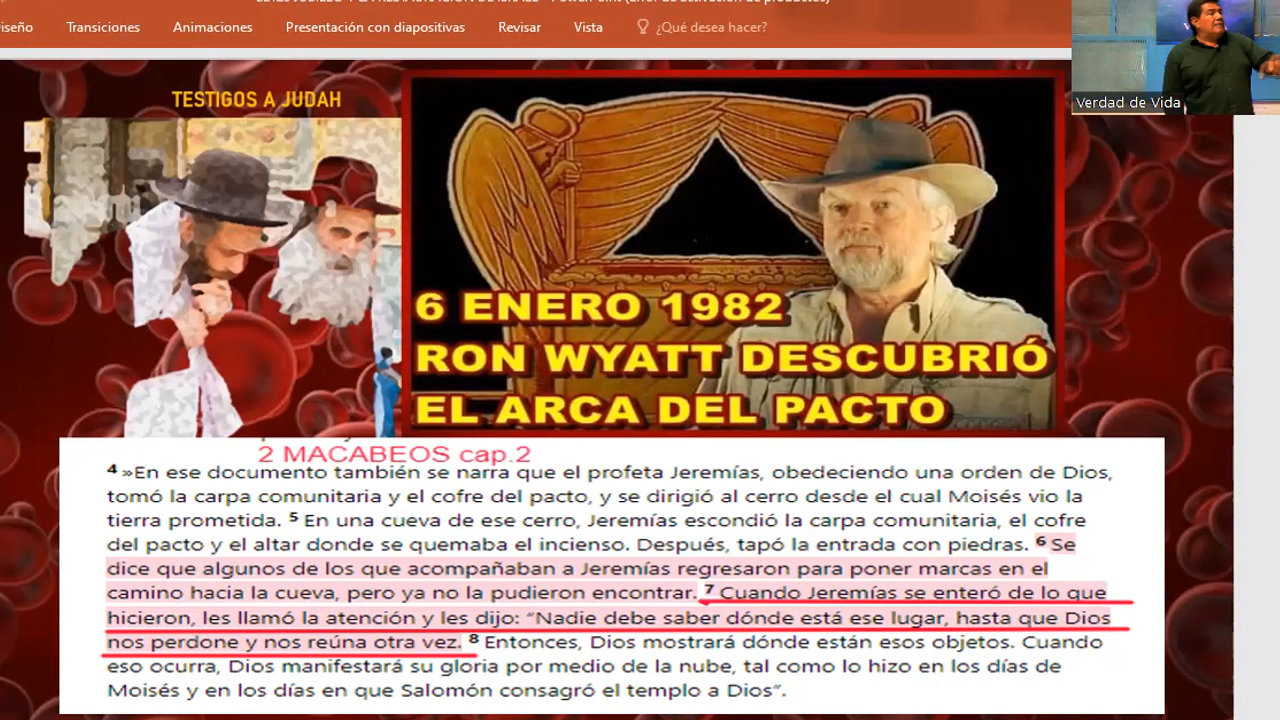 iseño Transiciones Animaciones Presentación con diapositivas Revisar Vista ¿Qué desea hacer?
Verdad de Vida
TESTIGOS A JUDAH
6 ENERO 1982
RON WYATT DESCUBRIÓ
EL ARCA DEL PACTO
2 MACABEOS cap.2
4 »En ese documento también se narra que el profeta Jeremías, obedeciendo una orden de Dios,
tomó la carpa comunitaria y el cofre del pacto, y se dirigió al cerro desde el cual Moisés vio la
tierra prometida. 5 En una cueva de ese cerro, Jeremías escondió la carpa comunitaria, el cofre
del pacto y el altar donde se quemaba el incienso. Después, tapó la entrada con piedras. 6 Se
dice que algunos de los que acompañaban a Jeremías regresaron para poner marcas en el
camino hacia la cueva, pero ya no la pudieron encontrar. 7 Cuando Jeremías se enteró de lo que
hicieron, les llamó la atención y les dijo: "Nadie debe saber dónde está ese lugar, hasta que Dios
nos perdone y nos reúna otra vez. 8 Entonces, Dios mostrará dónde están esos objetos. Cuando
eso ocurra, Dios manifestará su gloria por medio de la nube, tal como lo hizo en los días de
Moisés y en los días en que Salomón consagró el templo a Dios".